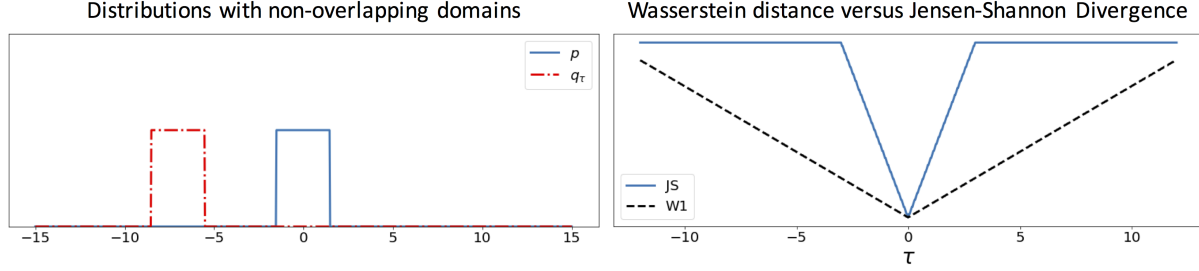 Distributions with non-overlapping domains
p
qτ
−15 −10 −5 0 5 10 15
Wasserstein distance versus Jensen-Shannon Divergence
JS
W1
−10 −5 0 5 10
τ